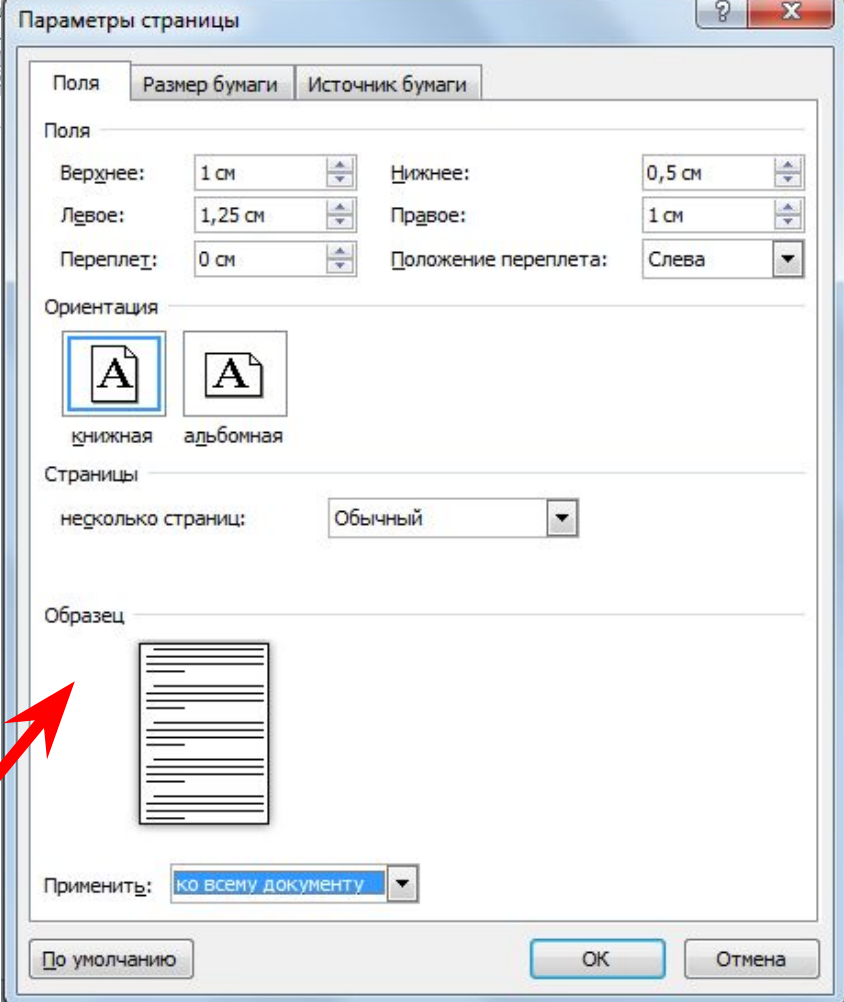 Параметры страницы
Поля Размер бумаги Источник бумаги
Поля
Верхнее: 1 см Нижнее: 0,5 см
Левое: 1,25 см Правое: 1 см
Переплет: 0 см Положение переплета: Слева
Ориентация
A A
книжная альбомная
Страницы
несколько страниц: Обычный
Образец
Применить: ко всему документу
По умолчанию ОК Отмена